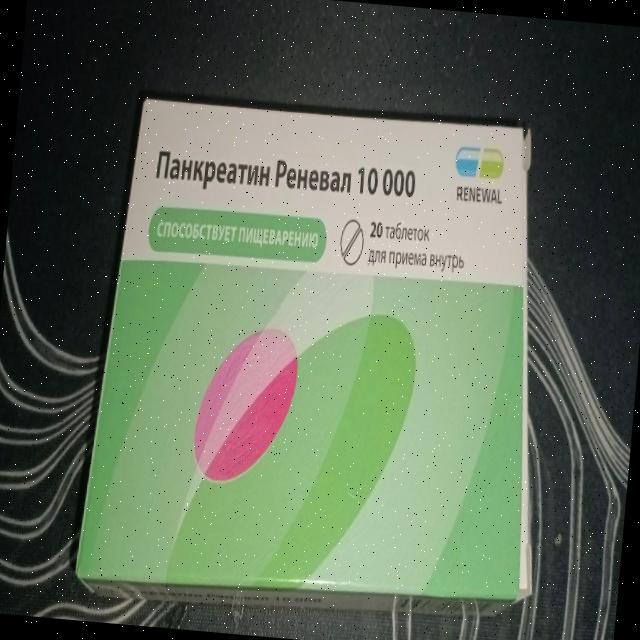 Панкреатин Реневал 10 000
RENEWAL
СПОСОБСТВУЕТ ПИЩЕВАРЕНИЮ
20 таблеток
для приема внутрь